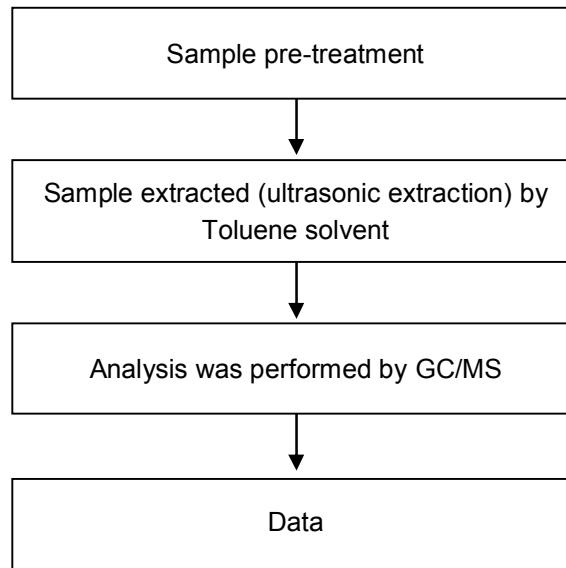 Sample pre-treatment
Sample extracted (ultrasonic extraction) by
Toluene solvent
Analysis was performed by GC/MS
Data